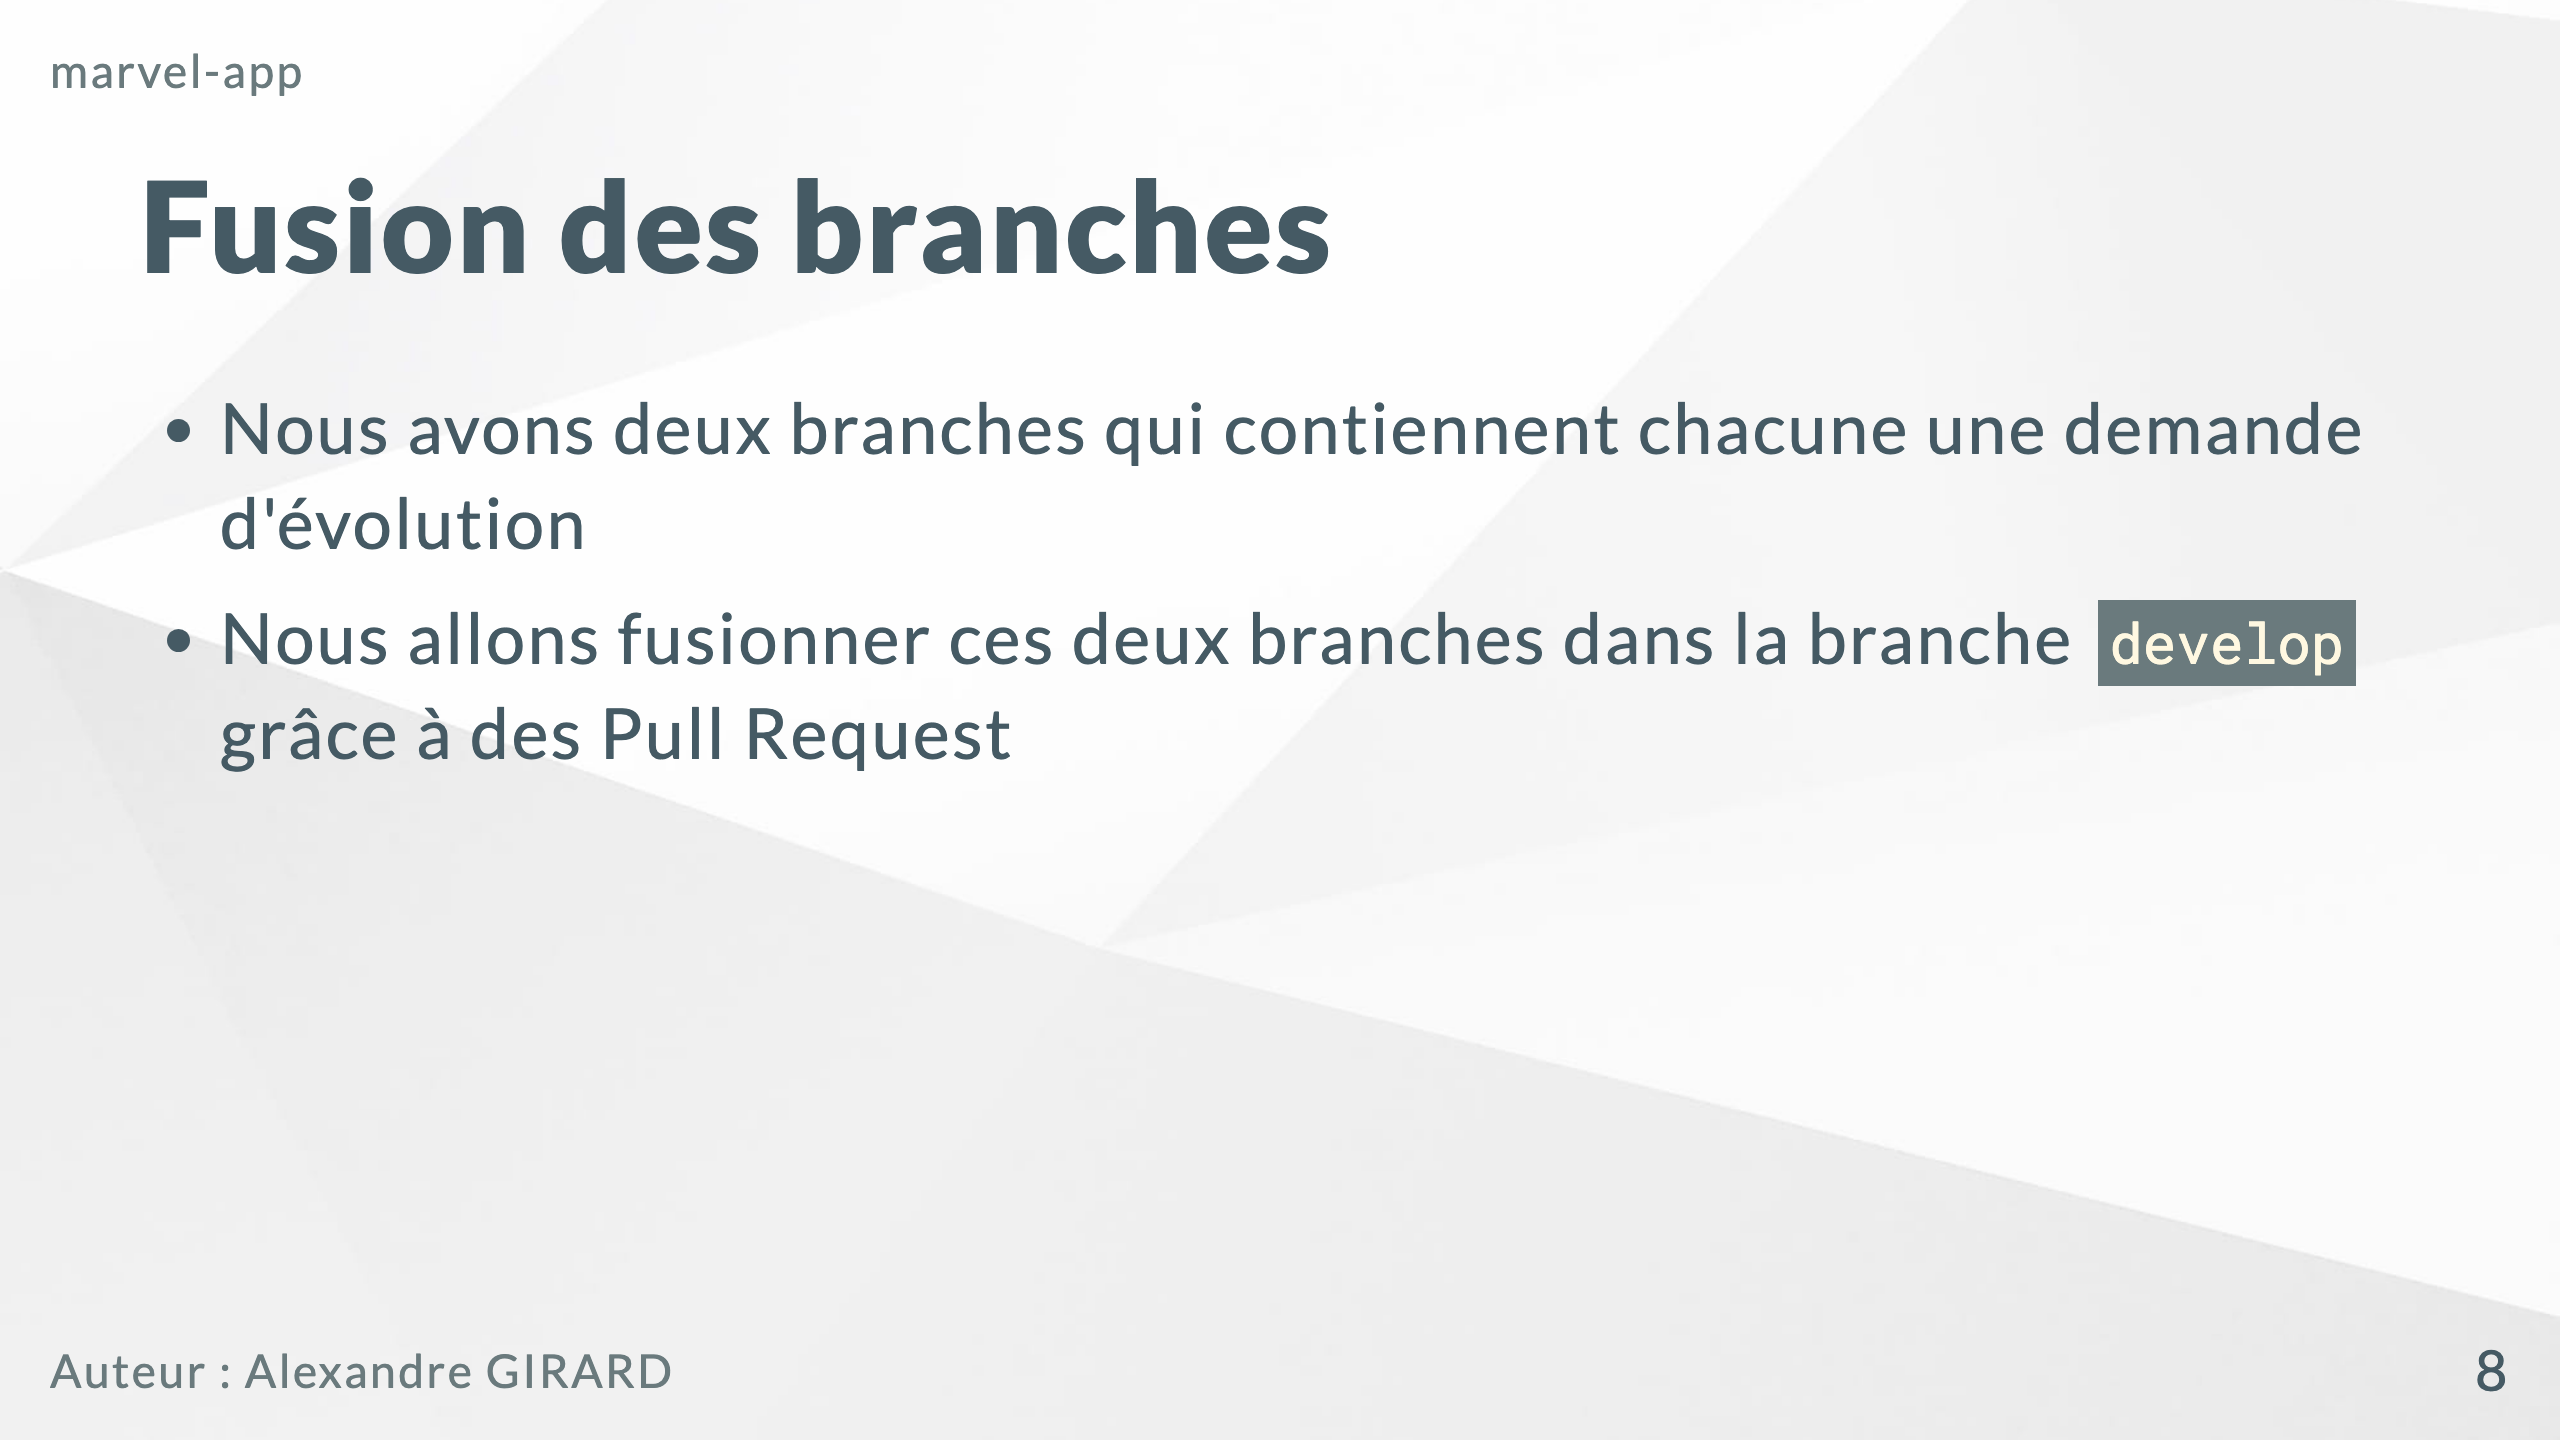 marvel-app
Fusion des branches
• Nous avons deux branches qui contiennent chacune une demande
d'évolution
• Nous allons fusionner ces deux branches dans la branche develop
grâce à des Pull Request
Auteur : Alexandre GIRARD
8